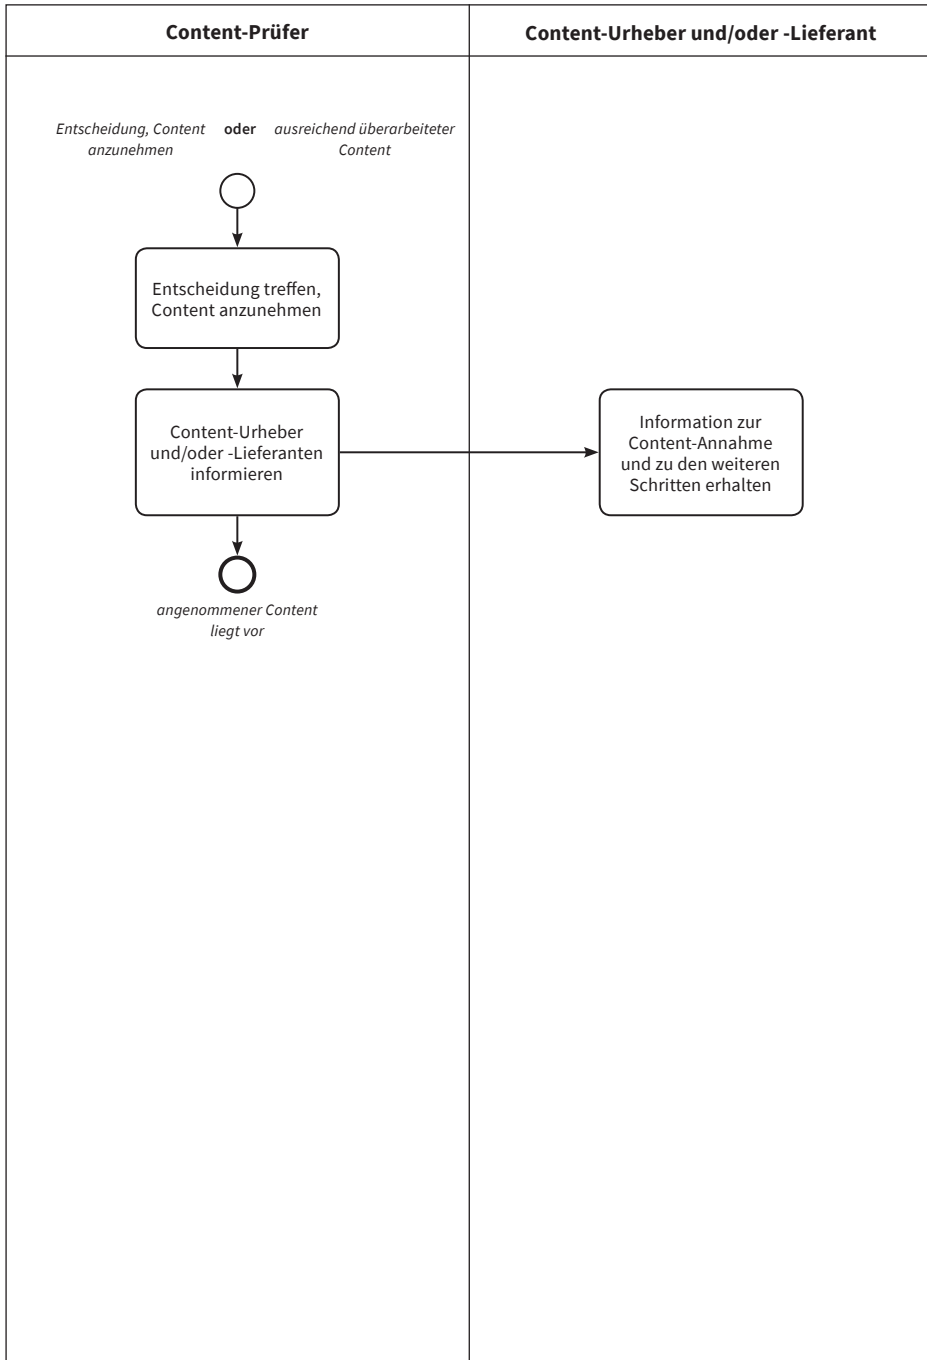 Content-Prüfer
Content-Urheber und/oder -Lieferant
Entscheidung, Content oder ausreichend überarbeiteter
anzunehmen Content
Entscheidung treffen,
Content anzunehmen
Content-Urheber
und/oder -Lieferanten
informieren
Information zur
Content-Annahme
und zu den weiteren
Schritten erhalten
angenommener Content
liegt vor